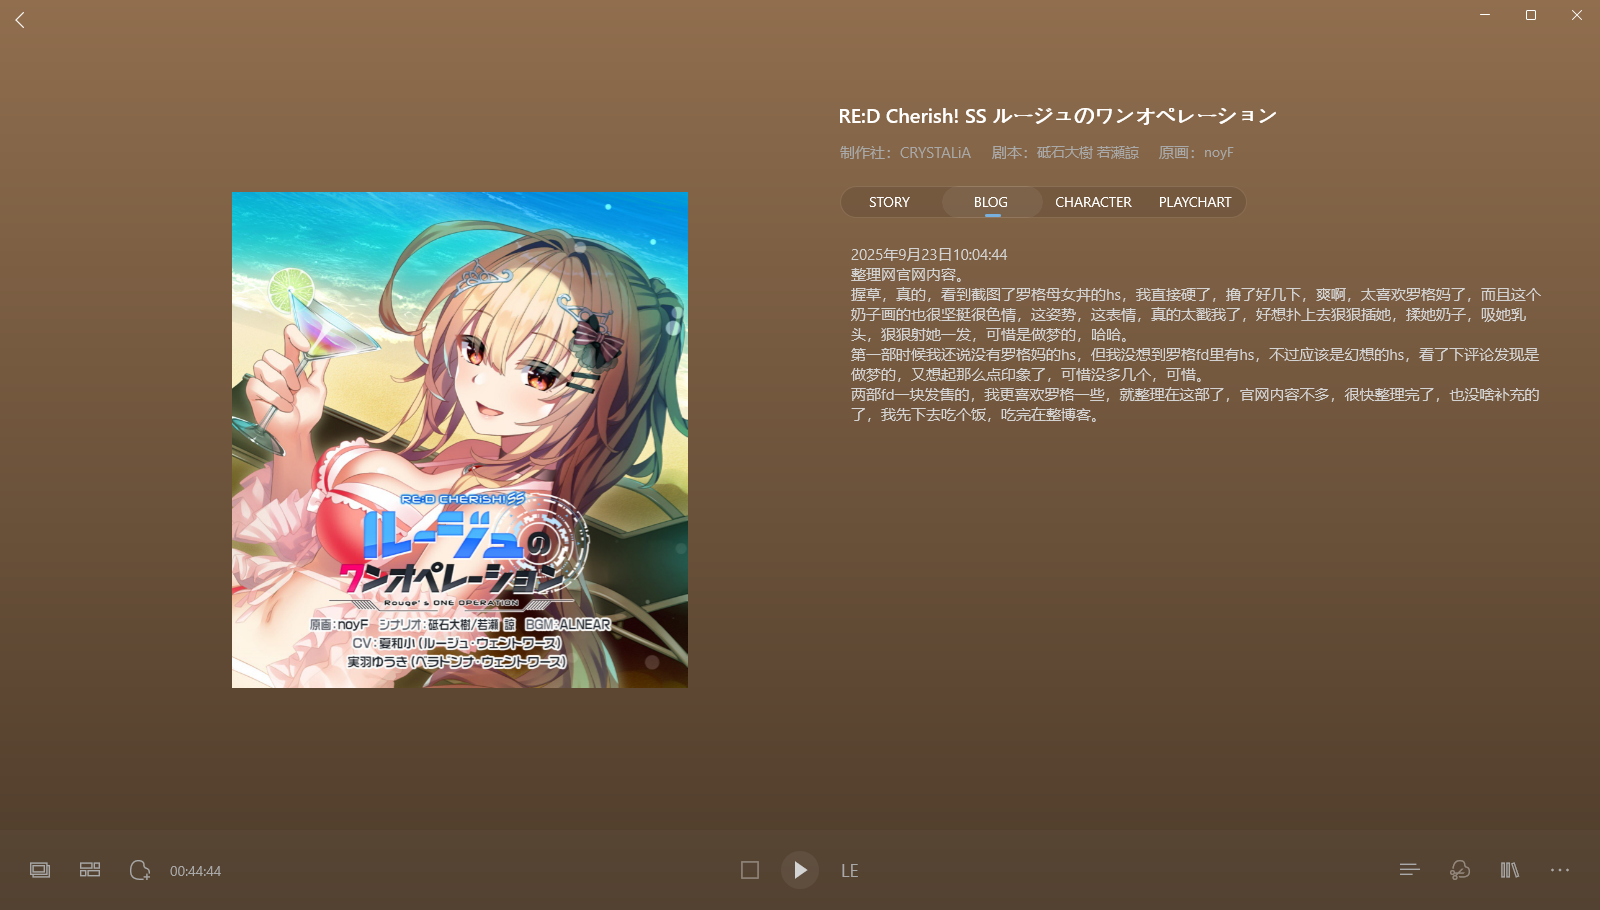 RE:D Cherish! SS ルージュのワンオペレーション
制作社：CRYSTALiA 剧本：砥石大樹 若瀬諒 原画：noyF
STORY BLOG CHARACTER PLAYCHART
2025年9月23日10:04:44
整理网官网内容。
握草，真的，看到截图了罗格母女丼的hs，我直接硬了，撸了好几下，爽啊，太喜欢罗格妈了，而且这个
奶子画的也很坚挺很色情，这姿势，这表情，真的太戳我了，好想扑上去狠狠插她，揉她奶子，吸她乳
头，狠狠射她一发，可惜是做梦的，哈哈。
第一部时候我还说没有罗格妈的hs，但我没想到罗格fd里有hs，不过应该是幻想的hs，看了下评论发现是
做梦的，又想起那么点印象了，可惜没多几个，可惜。
两部fd一块发售的，我更喜欢罗格一些，就整理在这部了，官网内容不多，很快整理完了，也没啥补充的
了，我先下去吃个饭，吃完在整博客。
RE:D CHERiSH! SS
ルージュの
ワンオペレーション
Rouge's ONE OPERATION
原画：noyF シナリオ：砥石大樹/若瀬 諒 BGM：ALNEAR
CV：夏和小（ルージュ・ウェントワース）
実羽ゆうき（ベラドンナ・ウェントワース）
00:44:44
LE